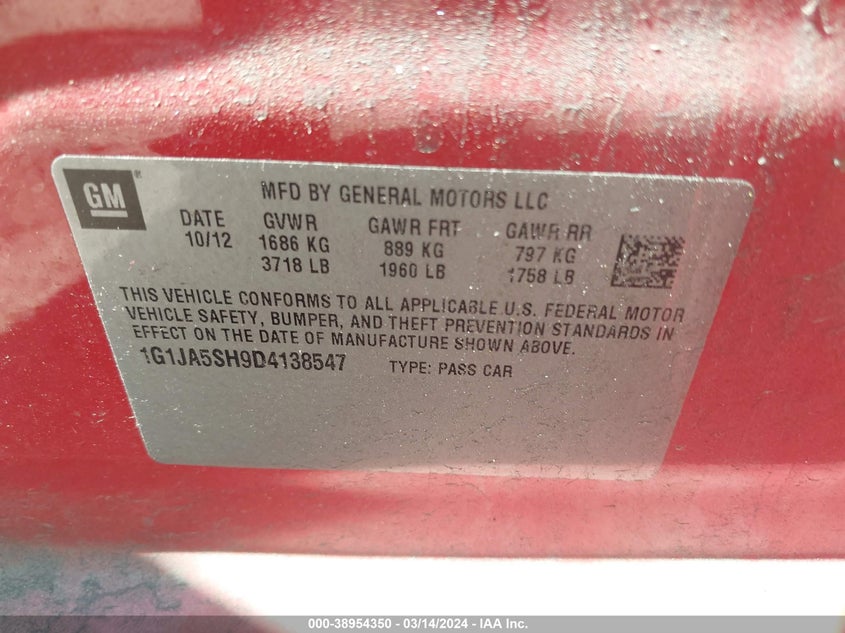 GM®
MFD BY GENERAL MOTORS LLC
DATE GVWR GAWR FRT GAWR RR
10/12 1686 KG 889 KG 797 KG
3718 LB 1960 LB 1758 LB
THIS VEHICLE CONFORMS TO ALL APPLICABLE U.S. FEDERAL MOTOR
VEHICLE SAFETY, BUMPER, AND THEFT PREVENTION STANDARDS IN
EFFECT ON THE DATE OF MANUFACTURE SHOWN ABOVE.
1G1JA5SH9D4138547 TYPE: PASS CAR
000-38954350 - 03/14/2024 - IAA Inc.